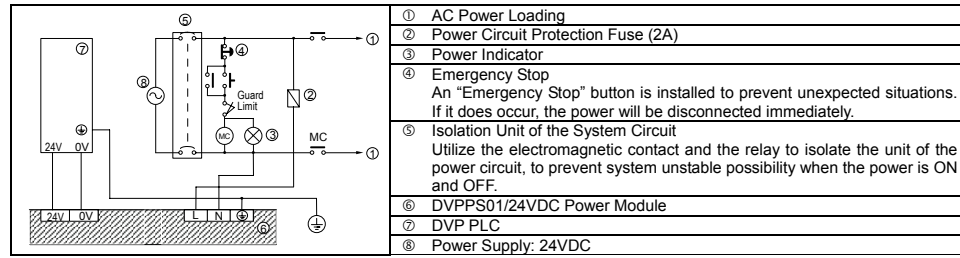 ⑤
①
⑦
④
⑧
Guard
Limit
②
MC
③
MC
24V 0V
①
24V 0V
L N
⑥
① AC Power Loading
② Power Circuit Protection Fuse (2A)
③ Power Indicator
④ Emergency Stop
An “Emergency Stop” button is installed to prevent unexpected situations.
If it does occur, the power will be disconnected immediately.
⑤ Isolation Unit of the System Circuit
Utilize the electromagnetic contact and the relay to isolate the unit of the
power circuit, to prevent system unstable possibility when the power is ON
and OFF.
⑥ DVPPS01/24VDC Power Module
⑦ DVP PLC
⑧ Power Supply: 24VDC